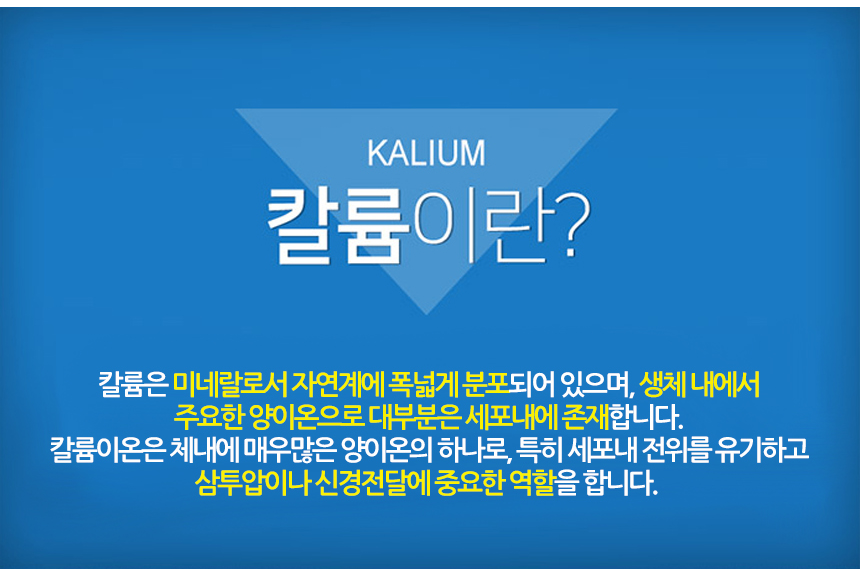 KALIUM
칼륨이란?
칼륨은 미네랄로서 자연계에 폭넓게 분포되어 있으며, 생체 내에서
주요한 양이온으로 대부분은 세포내에 존재합니다.
칼륨이온은 체내에 매우많은 양이온의 하나로, 특히 세포내 전위를 유기하고
삼투압이나 신경전달에 중요한 역할을 합니다.